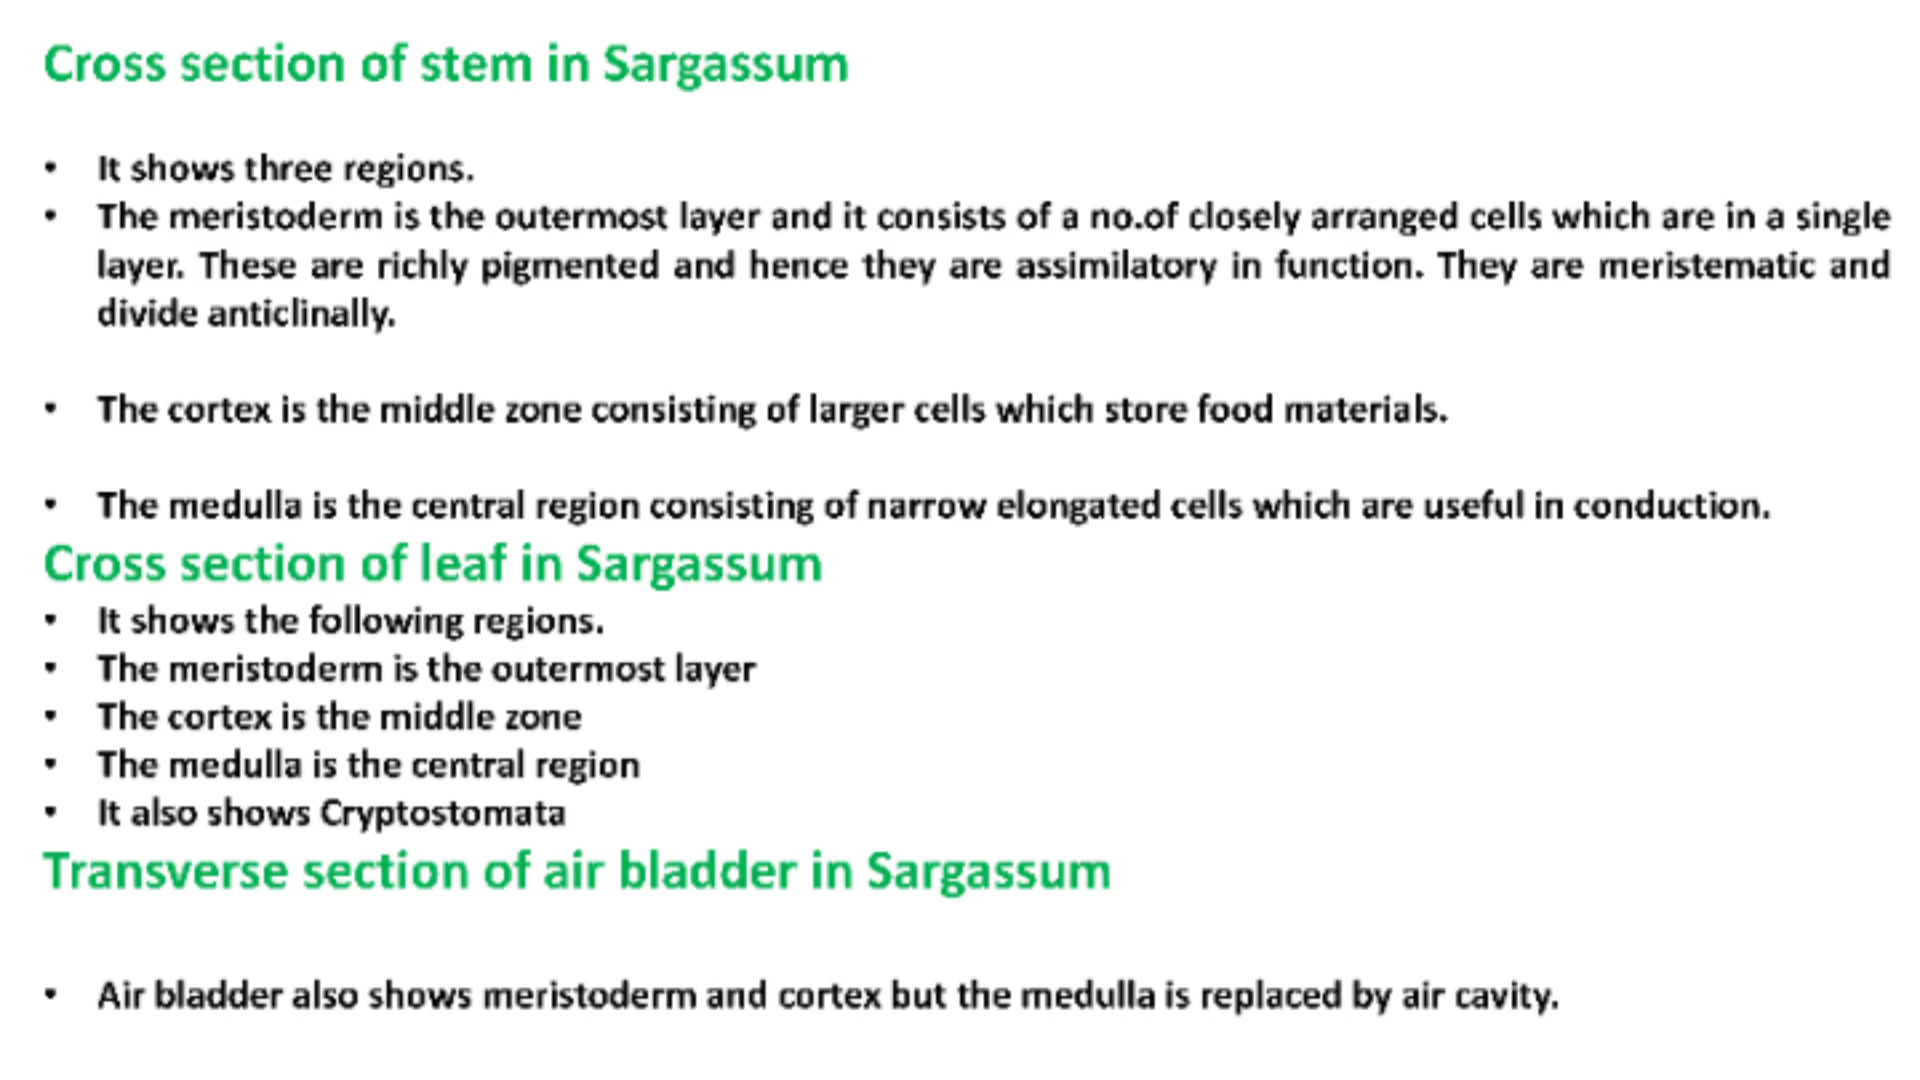 Cross section of stem in Sargassum
• It shows three regions.
• The meristoderm is the outermost layer and it consists of a no.of closely arranged cells which are in a single
layer. These are richly pigmented and hence they are assimilatory in function. They are meristematic and
divide anticlinally.
• The cortex is the middle zone consisting of larger cells which store food materials.
• The medulla is the central region consisting of narrow elongated cells which are useful in conduction.
Cross section of leaf in Sargassum
• It shows the following regions.
• The meristoderm is the outermost layer
• The cortex is the middle zone
• The medulla is the central region
• It also shows Cryptostomata
Transverse section of air bladder in Sargassum
• Air bladder also shows meristoderm and cortex but the medulla is replaced by air cavity.